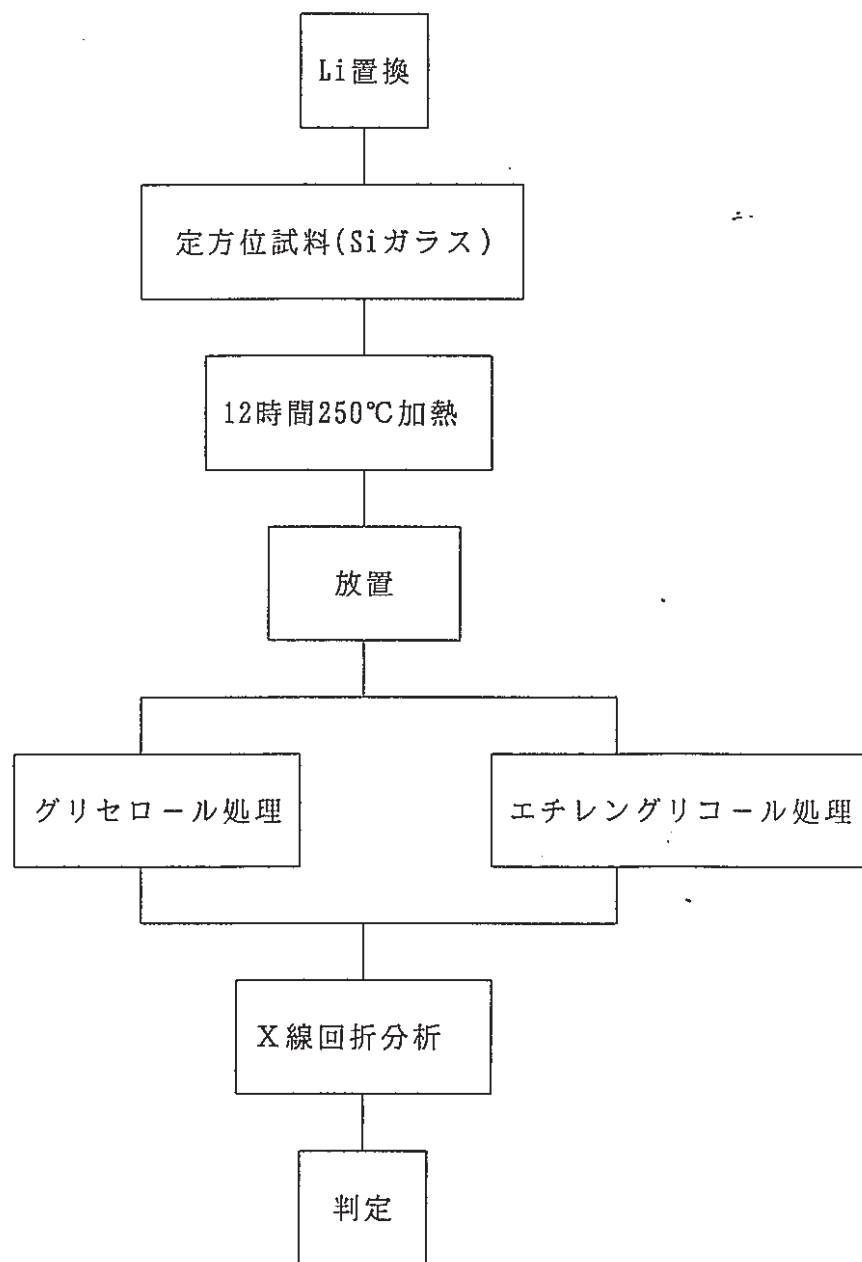 Li置換
定方位試料(Siガラス)
12時間250℃加熱
放置
グリセロール処理
エチレングリコール処理
X線回折分析
判定